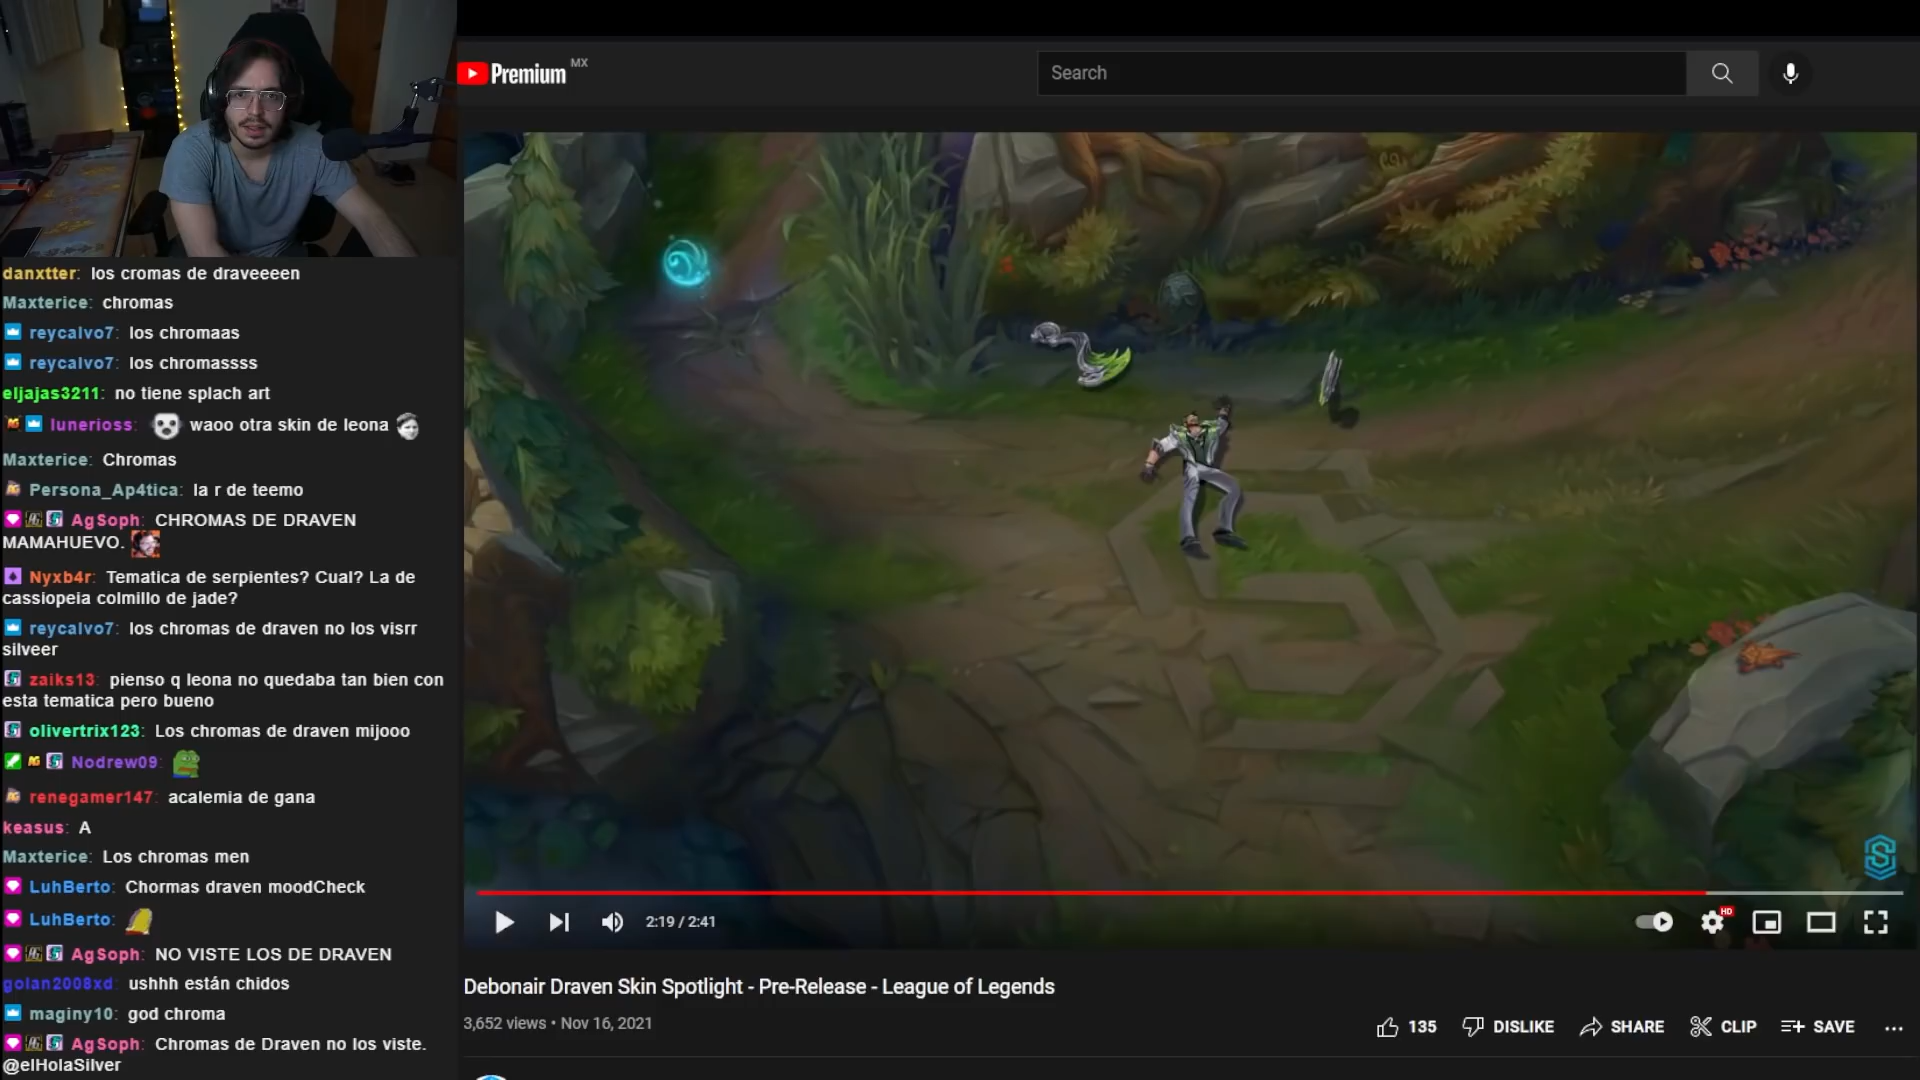 Premium MX
Search
danxtter: los cromas de draveeeen
Maxterice: chromas
reycalvo7: los chromaas
reycalvo7: los chromassss
eljajas3211: no tiene splach art
lunerioss: waoo otra skin de leona
Maxterice: Chromas
Persona_Ap4tica: la r de teemo
AgSoph: CHROMAS DE DRAVEN
MAMAHUEVO.
Nyxb4r: Tematica de serpientes? Cual? La de
cassiopeia colmillo de jade?
reycalvo7: los chromas de draven no los visrr
silveer
zaiks13: pienso q leona no quedaba tan bien con
esta tematica pero bueno
olivertrix123: Los chromas de draven mijooo
Nodrew09:
renegamer147: acalemia de gana
keasus: A
Maxterice: Los chromas men
LuhBerto: Chormas draven moodCheck
LuhBerto:
AgSoph: NO VISTE LOS DE DRAVEN
golan2008xd: ushhh están chidos
maginy10: god chroma
AgSoph: Chromas de Draven no los viste.
@elHolaSilver
2:19 / 2:41
HD
Debonair Draven Skin Spotlight - Pre-Release - League of Legends
3,652 views • Nov 16, 2021
135 DISLIKE SHARE CLIP SAVE